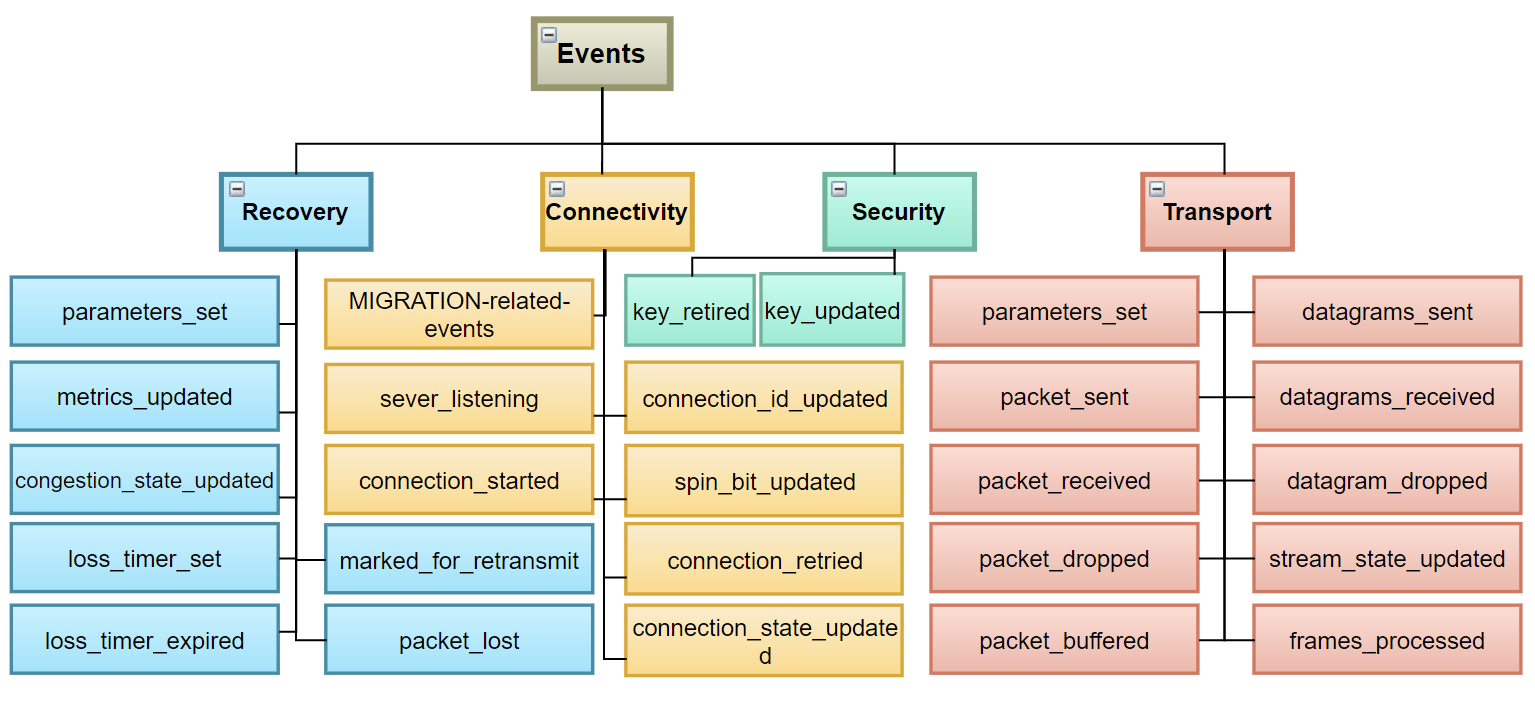 Events
Recovery
Connectivity
Security
Transport
parameters_set
metrics_updated
congestion_state_updated
loss_timer_set
loss_timer_expired
marked_for_retransmit
packet_lost
MIGRATION-related-
events
sever_listening
connection_started
connection_id_updated
spin_bit_updated
connection_retried
connection_state_update
d
key_retired
key_updated
parameters_set
packet_sent
packet_received
packet_dropped
packet_buffered
datagrams_sent
datagrams_received
datagram_dropped
stream_state_updated
frames_processed